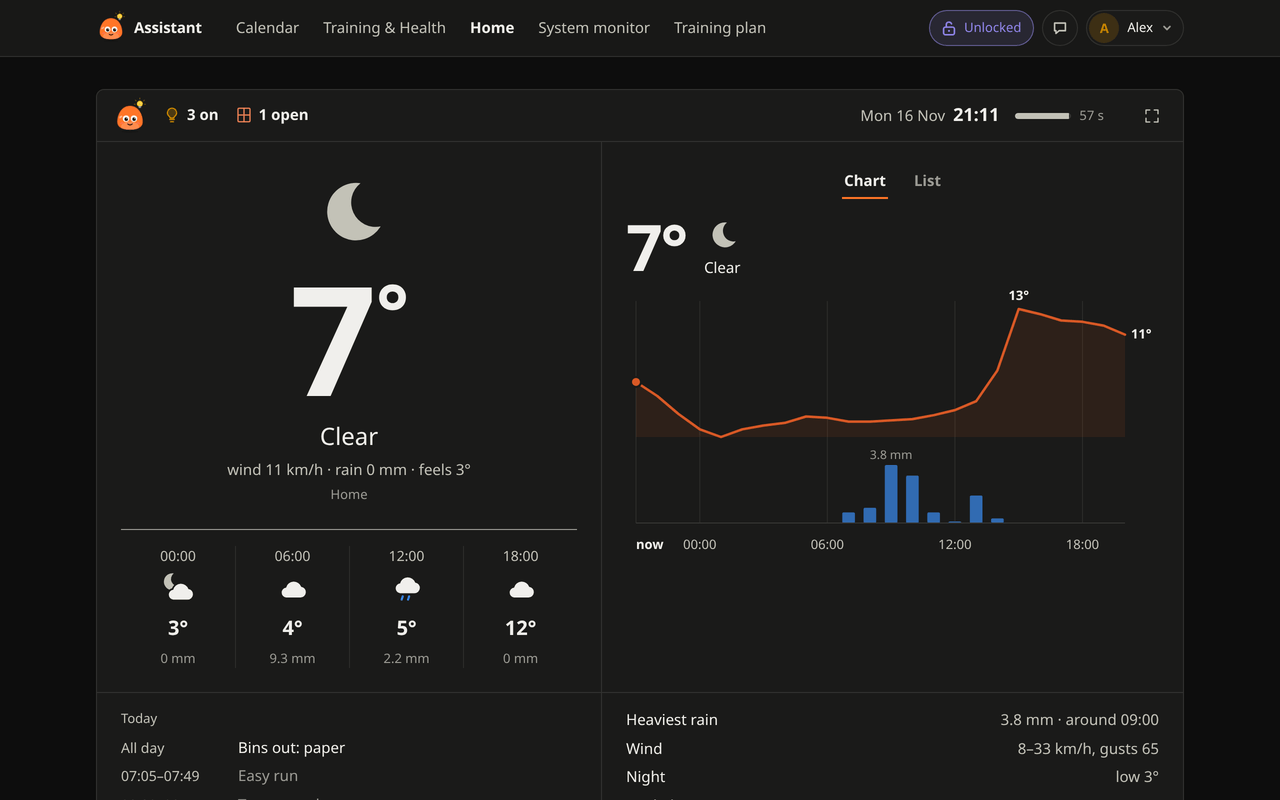 Assistant Calendar Training & Health Home System monitor Training plan Unlocked A Alex
3 on 1 open Mon 16 Nov 21:11 57 s
7°
Clear
wind 11 km/h · rain 0 mm · feels 3°
Home
00:00 06:00 12:00 18:00
3° 4° 5° 12°
0 mm 9.3 mm 2.2 mm 0 mm
Chart List
7°
Clear
13°
11°
3.8 mm
now 00:00 06:00 12:00 18:00
Today
All day Bins out: paper
07:05–07:49 Easy run
Heaviest rain 3.8 mm · around 09:00
Wind 8–33 km/h, gusts 65
Night low 3°